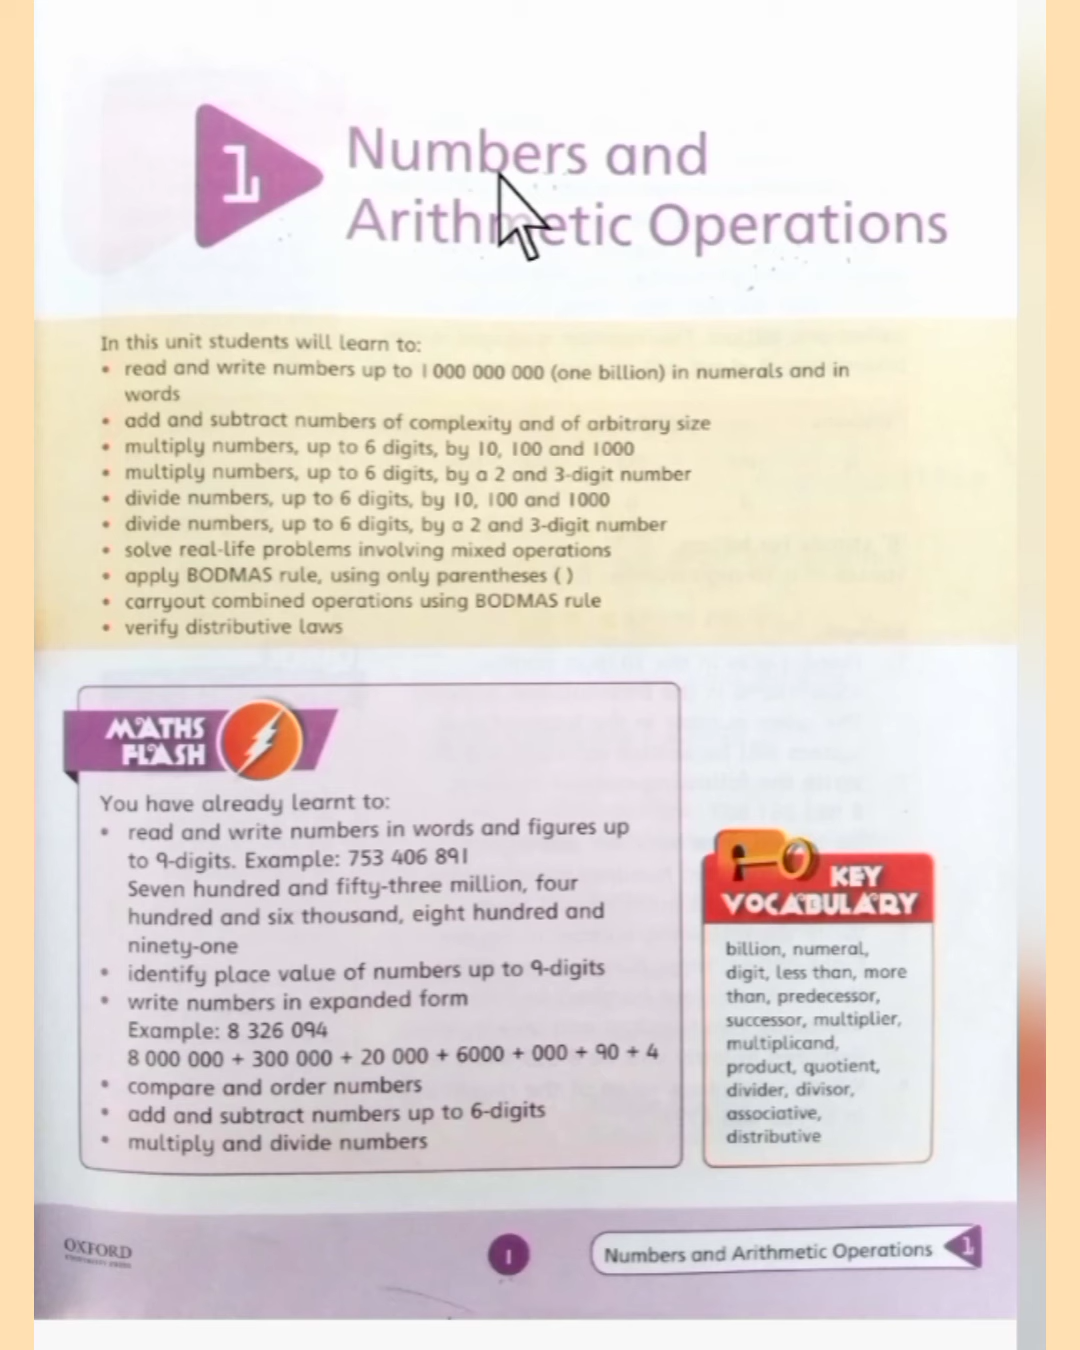 1
Numbers and
Arithmetic Operations
In this unit students will learn to:
• read and write numbers up to 1 000 000 000 (one billion) in numerals and in
words
• add and subtract numbers of complexity and of arbitrary size
• multiply numbers, up to 6 digits, by 10, 100 and 1000
• multiply numbers, up to 6 digits, by a 2 and 3-digit number
• divide numbers, up to 6 digits, by 10, 100 and 1000
• divide numbers, up to 6 digits, by a 2 and 3-digit number
• solve real-life problems involving mixed operations
• apply BODMAS rule, using only parentheses ( )
• carryout combined operations using BODMAS rule
• verify distributive laws
MATHS
FLASH
You have already learnt to:
• read and write numbers in words and figures up
to 9-digits. Example: 753 406 891
Seven hundred and fifty-three million, four
hundred and six thousand, eight hundred and
ninety-one
• identify place value of numbers up to 9-digits
• write numbers in expanded form
Example: 8 326 094
8 000 000 + 300 000 + 20 000 + 6000 + 000 + 90 + 4
• compare and order numbers
• add and subtract numbers up to 6-digits
• multiply and divide numbers
KEY
VOCABULARY
billion, numeral,
digit, less than, more
than, predecessor,
successor, multiplier,
multiplicand,
product, quotient,
divider, divisor,
associative,
distributive
OXFORD
1
Numbers and Arithmetic Operations
1